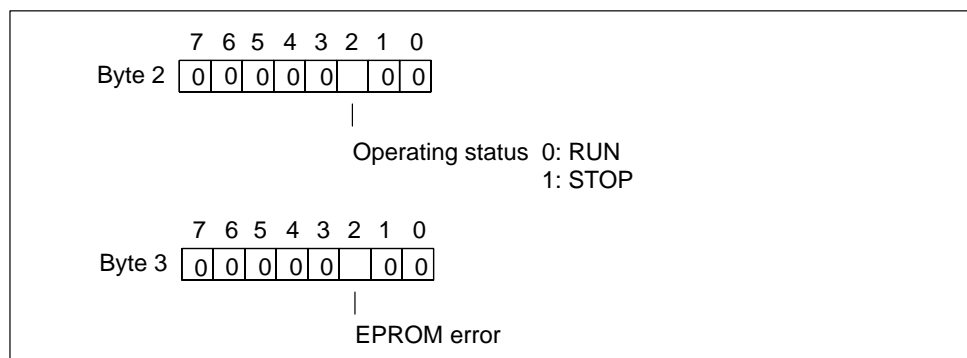 7 6 5 4 3 2 1 0
Byte 2 0 0 0 0 0 0 0
Operating status 0: RUN
1: STOP
7 6 5 4 3 2 1 0
Byte 3 0 0 0 0 0 0 0
EPROM error